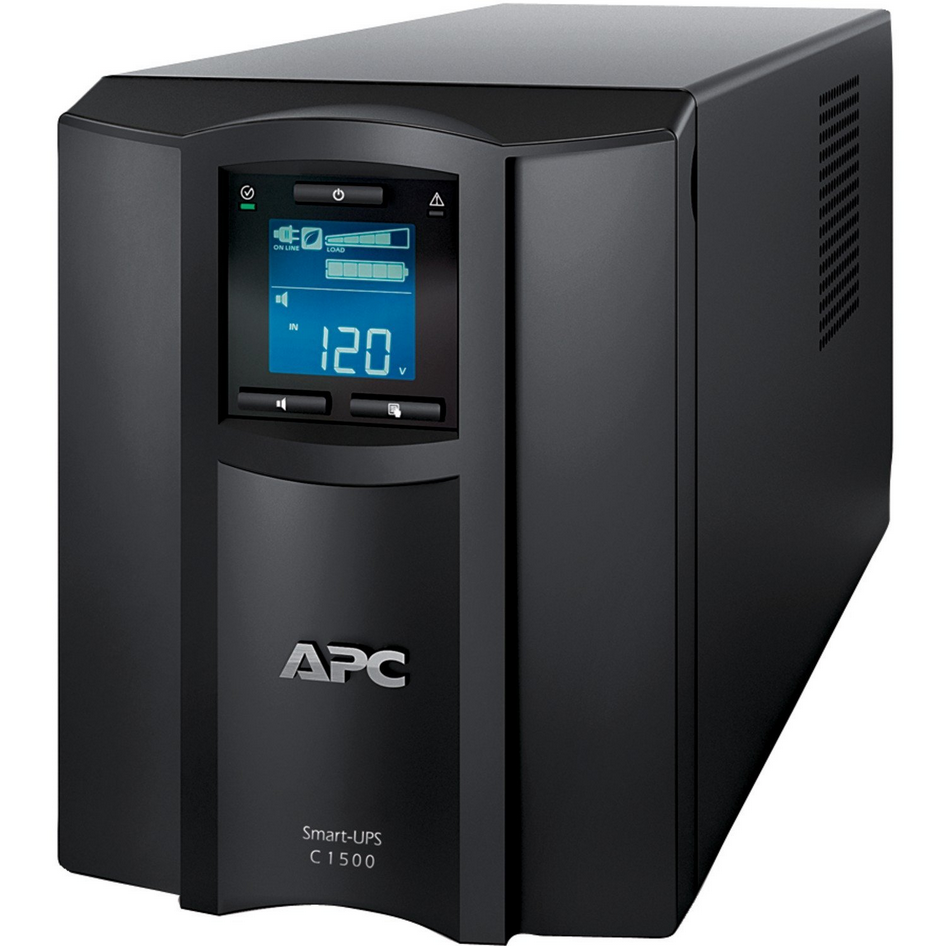 ON LINE
LOAD
IN
120 V
APC
Smart-UPS
C 1500